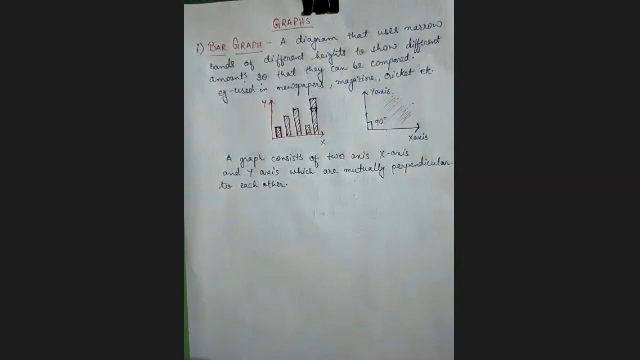 GRAPHS
i) BAR GRAPH - A diagram that uses narrow
bands of different heights to show different
amounts so that they can be compared.
eg - used in newspapers, magazine, cricket etc.
Y
X
Y axis
90°
X axis
A graph consists of two axis X-axis
and Y axis which are mutually perpendicular
to each other.